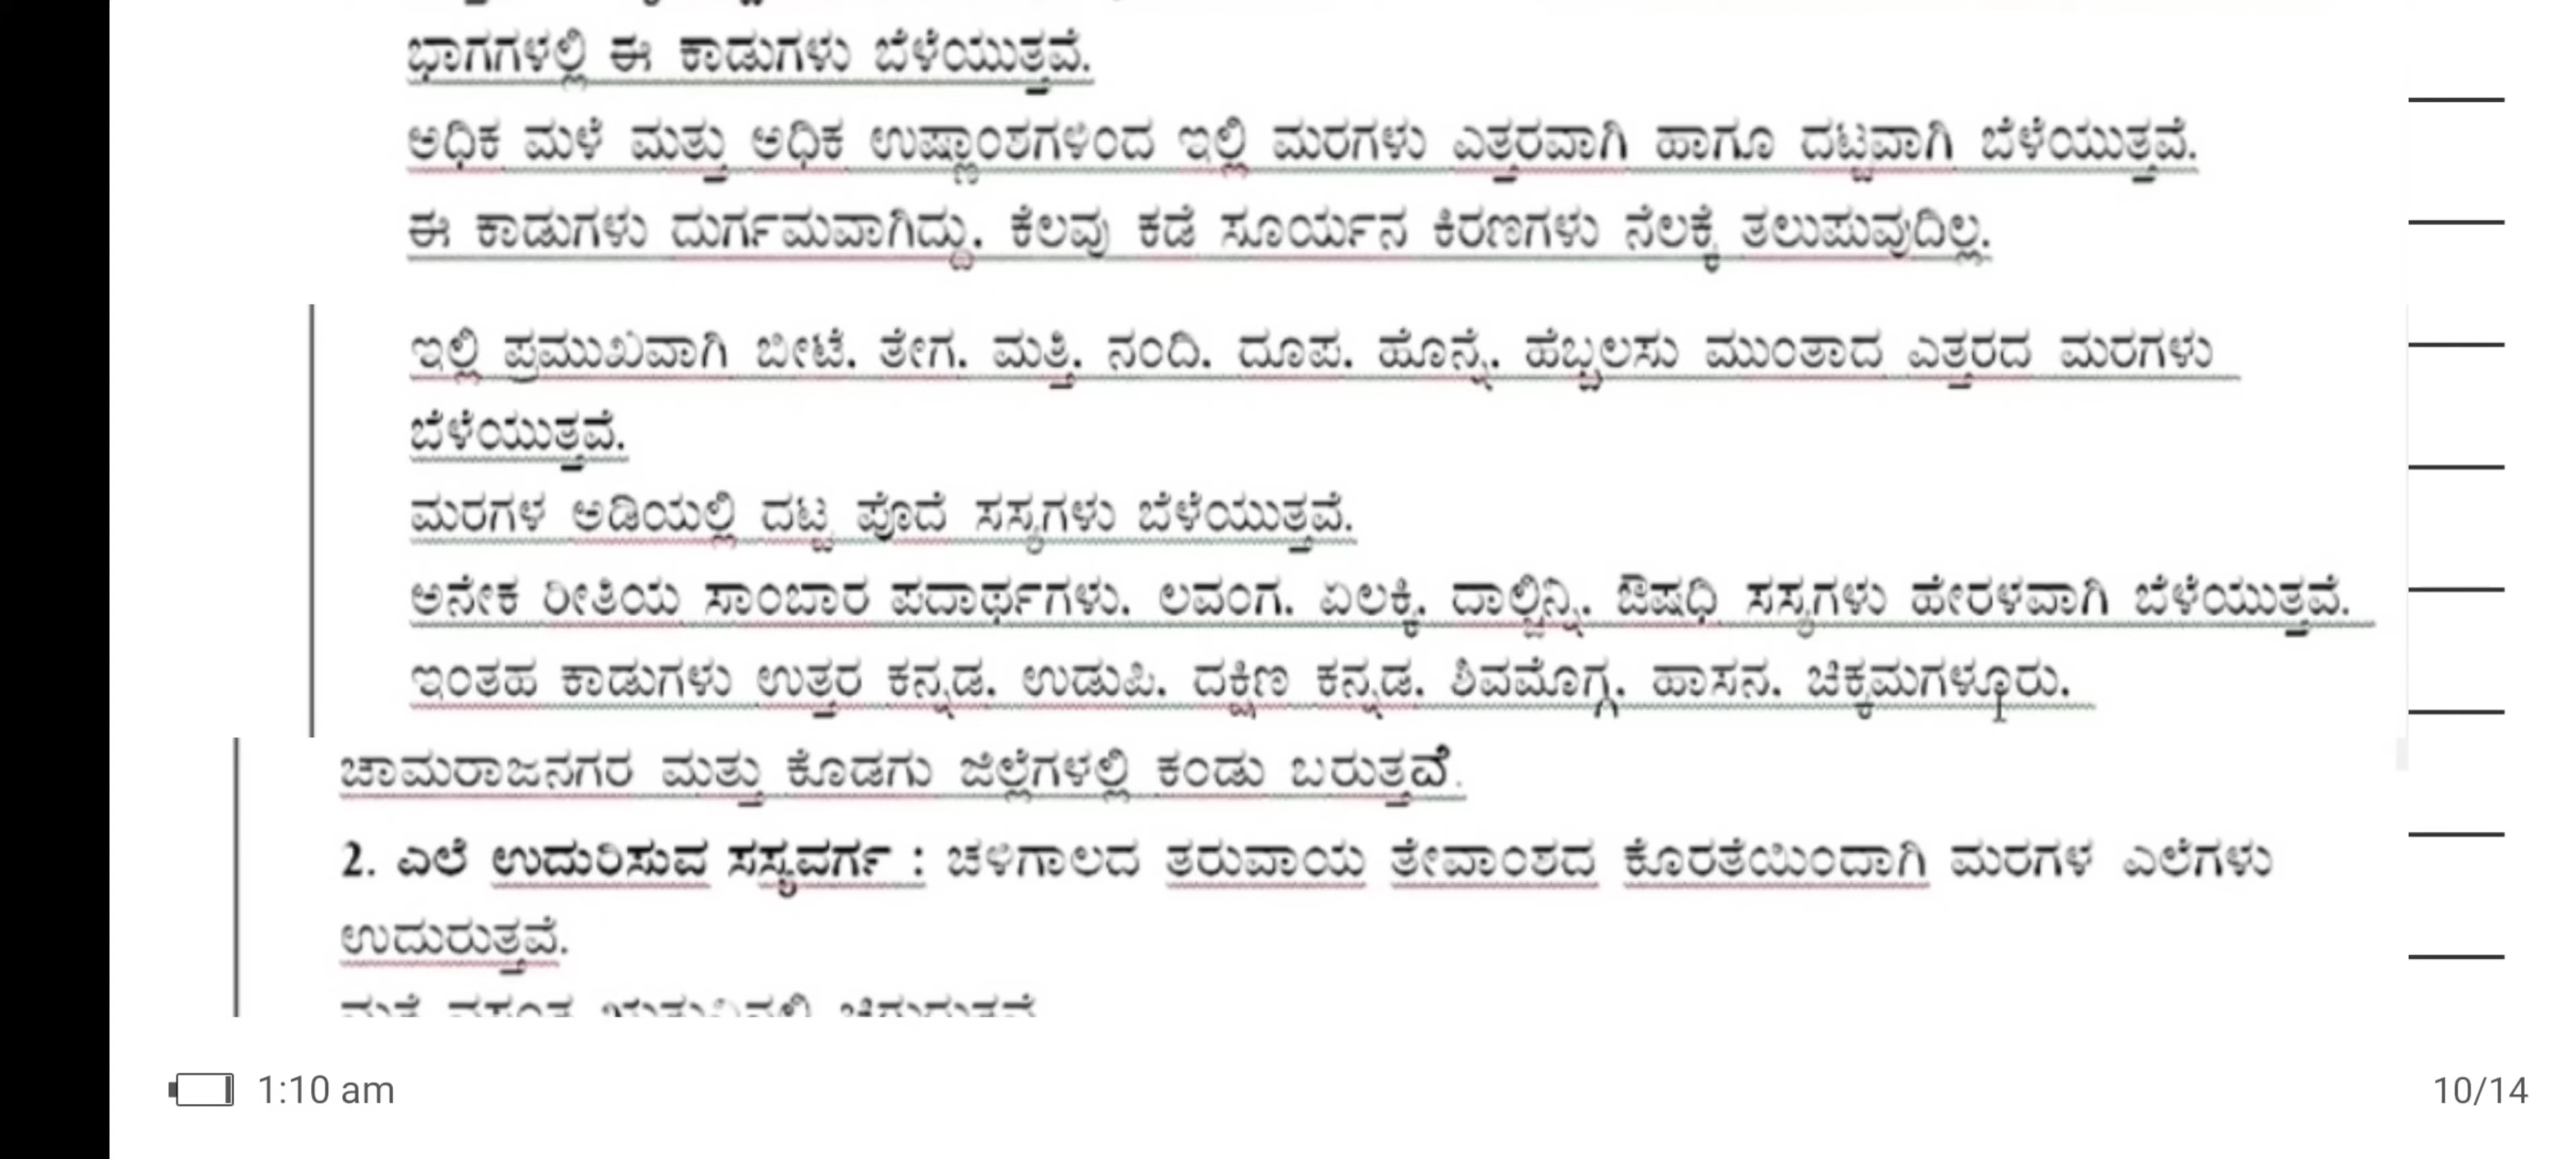 ಭಾಗಗಳಲ್ಲಿ ಈ ಕಾಡುಗಳು ಬೆಳೆಯುತ್ತವೆ.
ಅಧಿಕ ಮಳೆ ಮತ್ತು ಅಧಿಕ ಉಷ್ಣಾಂಶಗಳಿಂದ ಇಲ್ಲಿ ಮರಗಳು ಎತ್ತರವಾಗಿ ಹಾಗೂ ದಟ್ಟವಾಗಿ ಬೆಳೆಯುತ್ತವೆ.
ಈ ಕಾಡುಗಳು ದುರ್ಗಮವಾಗಿದ್ದು. ಕೆಲವು ಕಡೆ ಸೂರ್ಯನ ಕಿರಣಗಳು ನೆಲಕ್ಕೆ ತಲುಪುವುದಿಲ್ಲ.
ಇಲ್ಲಿ ಪ್ರಮುಖವಾಗಿ ಬೀಟೆ. ತೇಗ. ಮತ್ತಿ. ನಂದಿ. ದೂಪ. ಹೊನ್ನೆ. ಹೆಬ್ಬಲಸು ಮುಂತಾದ ಎತ್ತರದ ಮರಗಳು
ಬೆಳೆಯುತ್ತವೆ.
ಮರಗಳ ಅಡಿಯಲ್ಲಿ ದಟ್ಟ ಪೊದೆ ಸಸ್ಯಗಳು ಬೆಳೆಯುತ್ತವೆ.
ಅನೇಕ ರೀತಿಯ ಸಾಂಬಾರ ಪದಾರ್ಥಗಳು. ಲವಂಗ. ಏಲಕ್ಕಿ. ದಾಲ್ಚಿನ್ನಿ. ಔಷಧಿ ಸಸ್ಯಗಳು ಹೇರಳವಾಗಿ ಬೆಳೆಯುತ್ತವೆ.
ಇಂತಹ ಕಾಡುಗಳು ಉತ್ತರ ಕನ್ನಡ. ಉಡುಪಿ. ದಕ್ಷಿಣ ಕನ್ನಡ. ಶಿವಮೊಗ್ಗ. ಹಾಸನ. ಚಿಕ್ಕಮಗಳೂರು.
ಚಾಮರಾಜನಗರ ಮತ್ತು ಕೊಡಗು ಜಿಲ್ಲೆಗಳಲ್ಲಿ ಕಂಡು ಬರುತ್ತವೆ.
2. ಎಲೆ ಉದುರಿಸುವ ಸಸ್ಯವರ್ಗ : ಚಳಿಗಾಲದ ತರುವಾಯ ತೇವಾಂಶದ ಕೊರತೆಯಿಂದಾಗಿ ಮರಗಳ ಎಲೆಗಳು
ಉದುರುತ್ತವೆ.
1:10 am
10/14